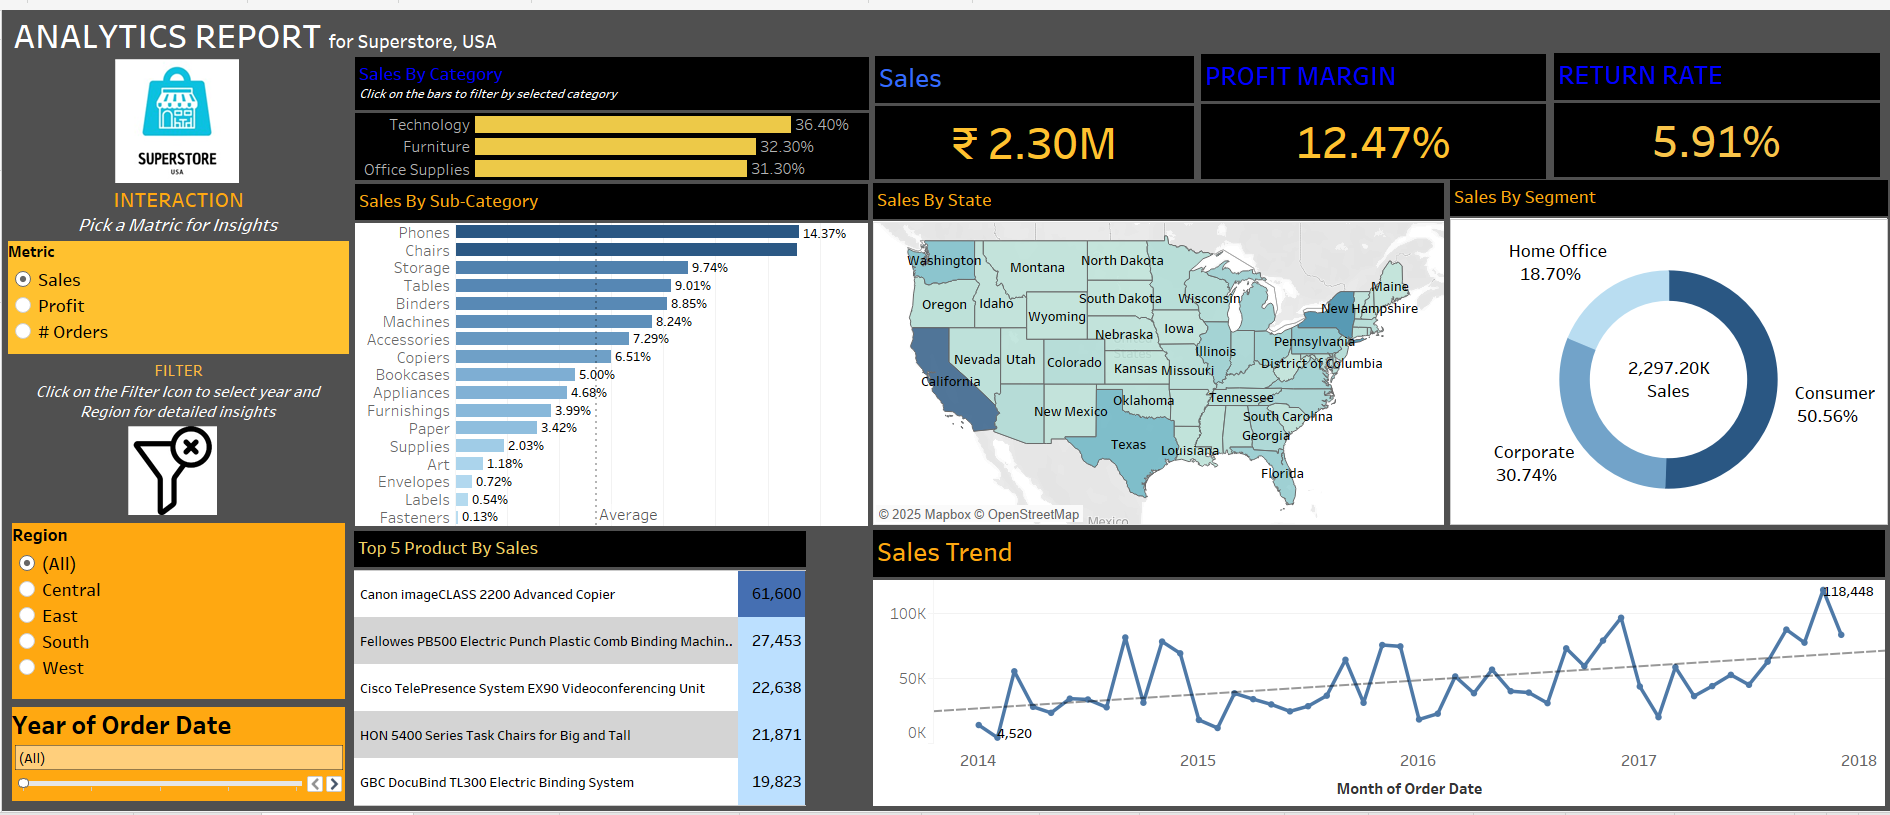 ANALYTICS REPORT for Superstore, USA
SUPERSTORE
USA
INTERACTION
Pick a Matric for Insights
Metric
Sales
Profit
# Orders
FILTER
Click on the Filter Icon to select year and
Region for detailed insights
Region
(All)
Central
East
South
West
Year of Order Date
(All)
Sales By Category
Click on the bars to filter by selected category
Technology 36.40%
Furniture 32.30%
Office Supplies 31.30%
Sales
₹ 2.30M
PROFIT MARGIN
12.47%
RETURN RATE
5.91%
Sales By Sub-Category
Phones 14.37%
Chairs
Storage 9.74%
Tables 9.01%
Binders 8.85%
Machines 8.24%
Accessories 7.29%
Copiers 6.51%
Bookcases 5.00%
Appliances 4.68%
Furnishings 3.99%
Paper 3.42%
Supplies 2.03%
Art 1.18%
Envelopes 0.72%
Labels 0.54%
Fasteners 0.13%
Average
Sales By State
Washington
Montana
North Dakota
Maine
Oregon
Idaho
South Dakota
Wisconsin
New Hampshire
Wyoming
Nebraska
Iowa
Pennsylvania
Nevada
Utah
Colorado
States
Kansas
Missouri
Illinois
District of Columbia
California
New Mexico
Oklahoma
Tennessee
South Carolina
Georgia
Texas
Louisiana
Florida
Mexico
© 2025 Mapbox © OpenStreetMap
Sales By Segment
Home Office
18.70%
2,297.20K
Sales
Consumer
50.56%
Corporate
30.74%
Top 5 Product By Sales
Canon imageCLASS 2200 Advanced Copier 61,600
Fellowes PB500 Electric Punch Plastic Comb Binding Machin.. 27,453
Cisco TelePresence System EX90 Videoconferencing Unit 22,638
HON 5400 Series Task Chairs for Big and Tall 21,871
GBC DocuBind TL300 Electric Binding System 19,823
Sales Trend
118,448
100K
50K
0K
4,520
2014 2015 2016 2017 2018
Month of Order Date